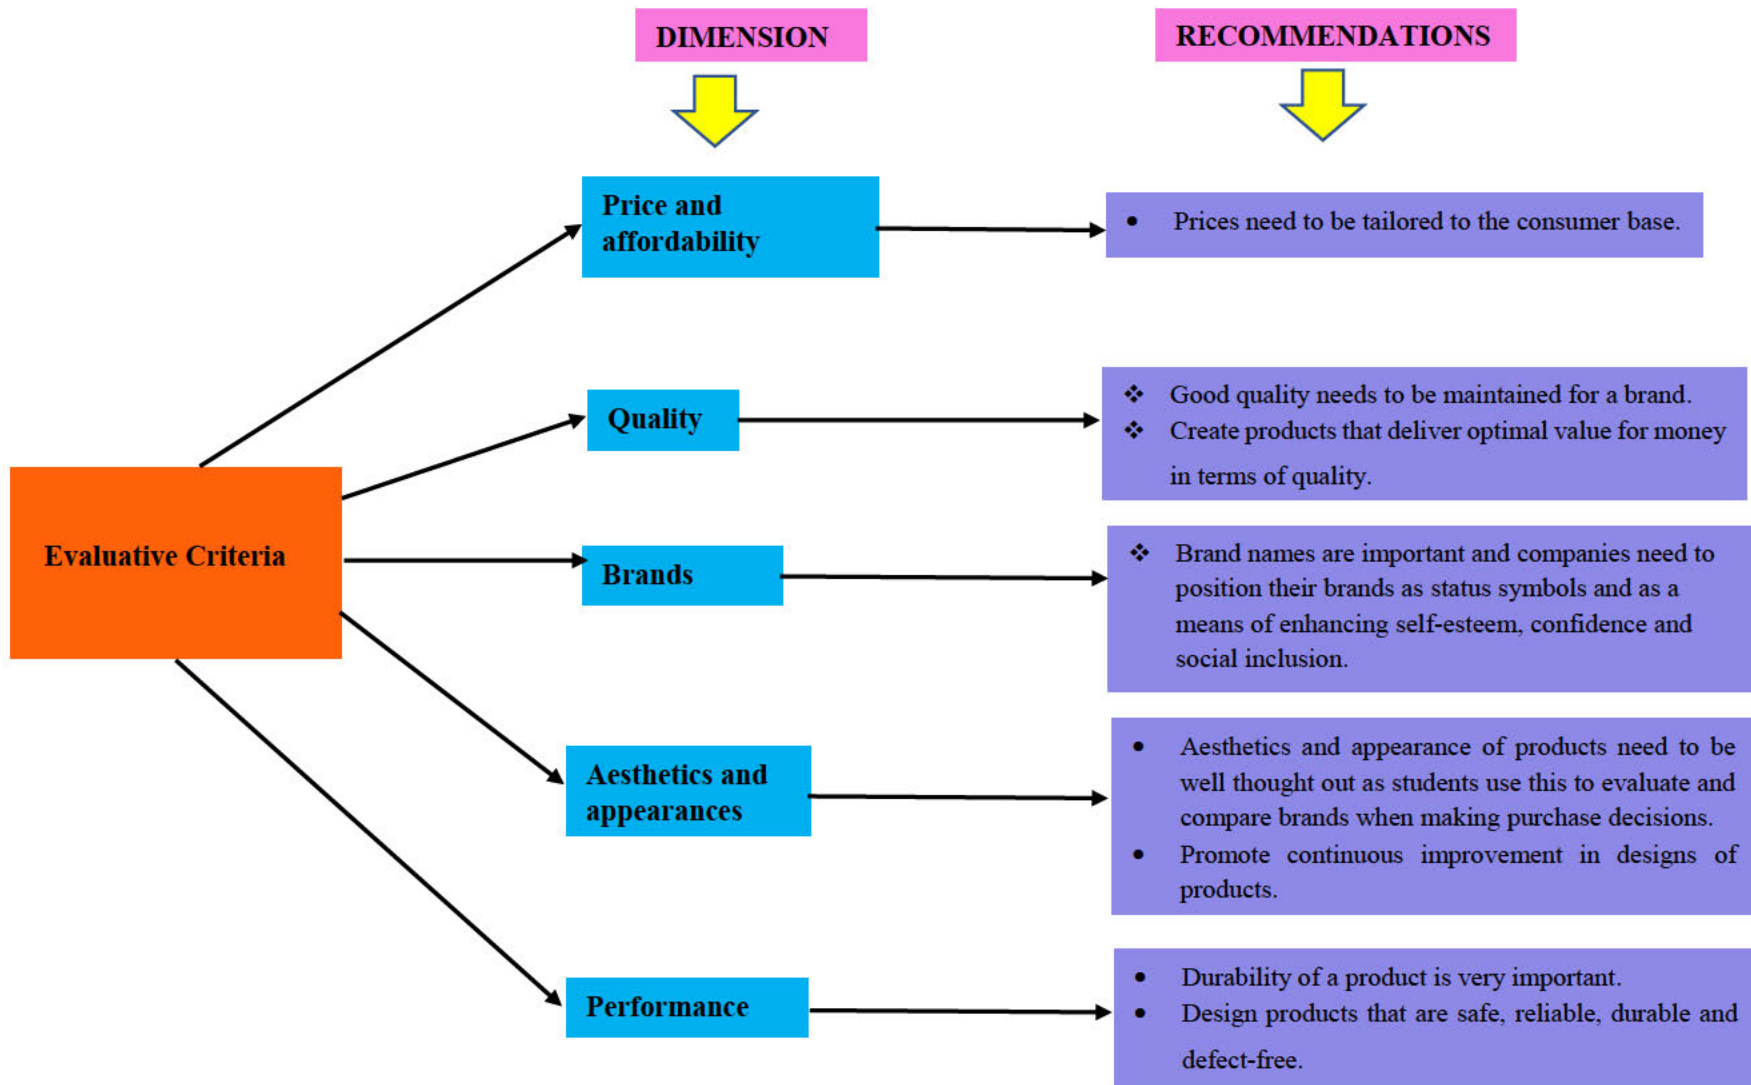 DIMENSION
RECOMMENDATIONS
Price and
affordability
• Prices need to be tailored to the consumer base.
Quality
❖ Good quality needs to be maintained for a brand.
❖ Create products that deliver optimal value for money
in terms of quality.
Evaluative Criteria
Brands
❖ Brand names are important and companies need to
position their brands as status symbols and as a
means of enhancing self-esteem, confidence and
social inclusion.
Aesthetics and
appearances
• Aesthetics and appearance of products need to be
well thought out as students use this to evaluate and
compare brands when making purchase decisions.
• Promote continuous improvement in designs of
products.
Performance
• Durability of a product is very important.
• Design products that are safe, reliable, durable and
defect-free.